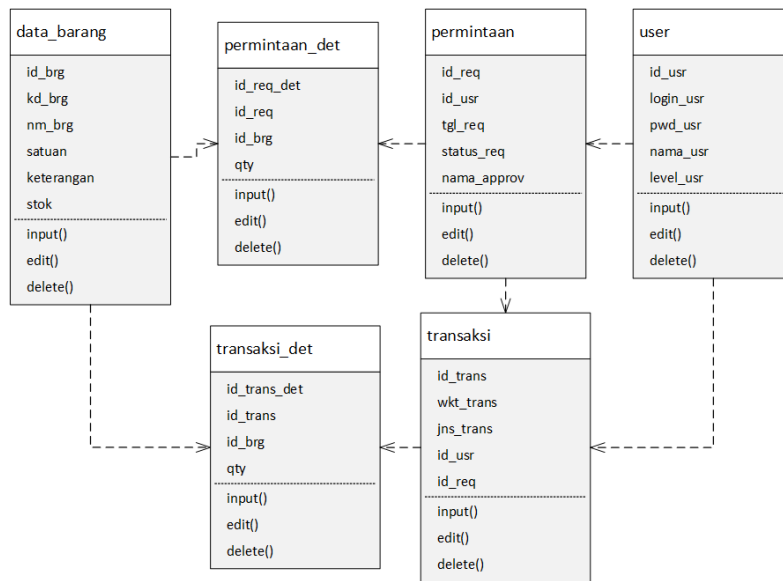 data_barang
id_brg
kd_brg
nm_brg
satuan
keterangan
stok
input()
edit()
delete()
permintaan_det
id_req_det
id_req
id_brg
qty
input()
edit()
delete()
permintaan
id_req
id_usr
tgl_req
status_req
nama_approv
input()
edit()
delete()
user
id_usr
login_usr
pwd_usr
nama_usr
level_usr
input()
edit()
delete()
transaksi_det
id_trans_det
id_trans
id_brg
qty
input()
edit()
delete()
transaksi
id_trans
wkt_trans
jns_trans
id_usr
id_req
input()
edit()
delete()